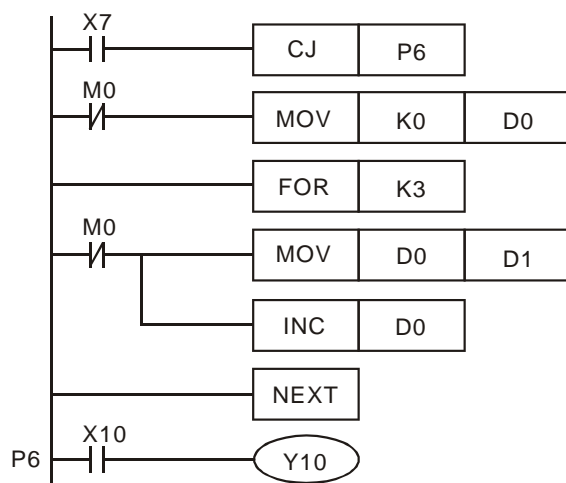 X7
CJ P6
M0
MOV K0 D0
FOR K3
M0
MOV D0 D1
INC D0
NEXT
X10
P6 Y10